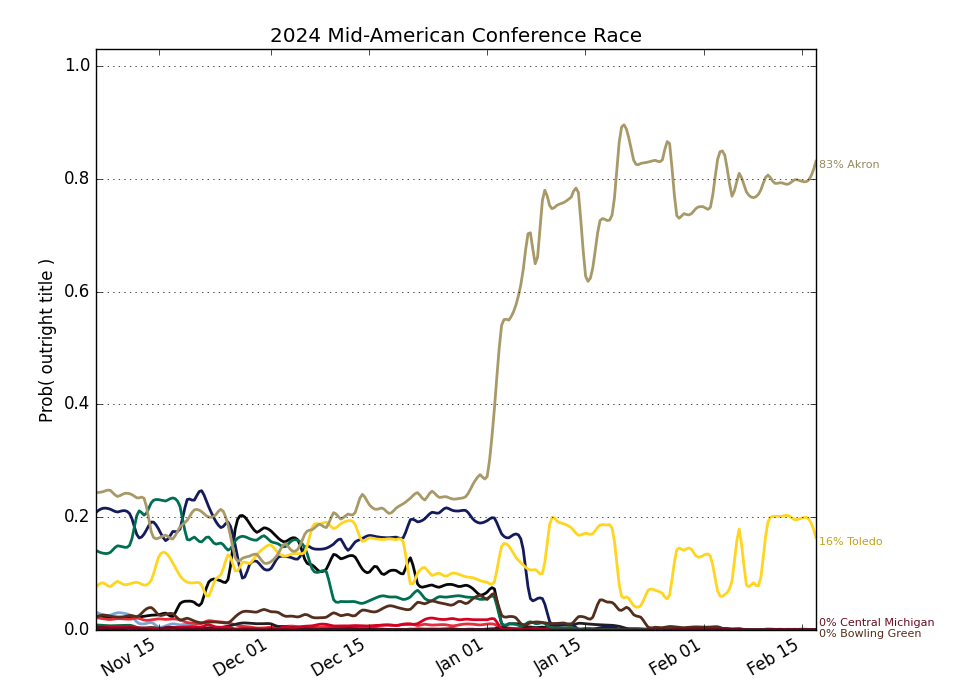 2024 Mid-American Conference Race
Prob( outright title )
1.0
0.8
0.6
0.4
0.2
0.0
83% Akron
16% Toledo
0% Central Michigan
0% Bowling Green
Nov 15
Dec 01
Dec 15
Jan 01
Jan 15
Feb 01
Feb 15